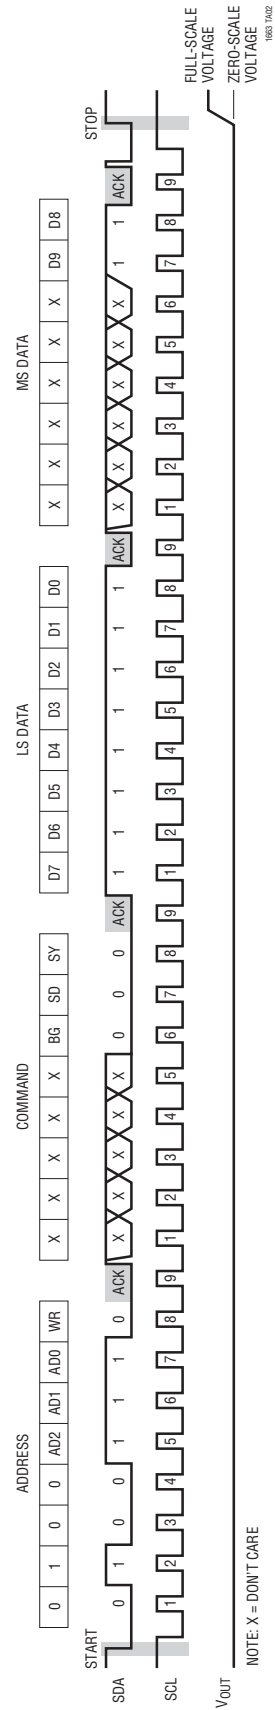 ADDRESS COMMAND LS DATA MS DATA
0 1 0 0 AD2 AD1 AD0 WR X X X X X BG SD SY D7 D6 D5 D4 D3 D2 D1 D0 X X X X X X D9 D8
START STOP
SDA 0 1 0 0 1 1 1 0 ACK X X X X X 0 0 0 ACK 1 1 1 1 1 1 1 1 ACK X X X X X X 1 1 ACK
SCL 1 2 3 4 5 6 7 8 9 1 2 3 4 5 6 7 8 9 1 2 3 4 5 6 7 8 9 1 2 3 4 5 6 7 8 9
FULL-SCALE
VOLTAGE
VOUT
ZERO-SCALE
VOLTAGE
NOTE: X = DON'T CARE
1663 TA02